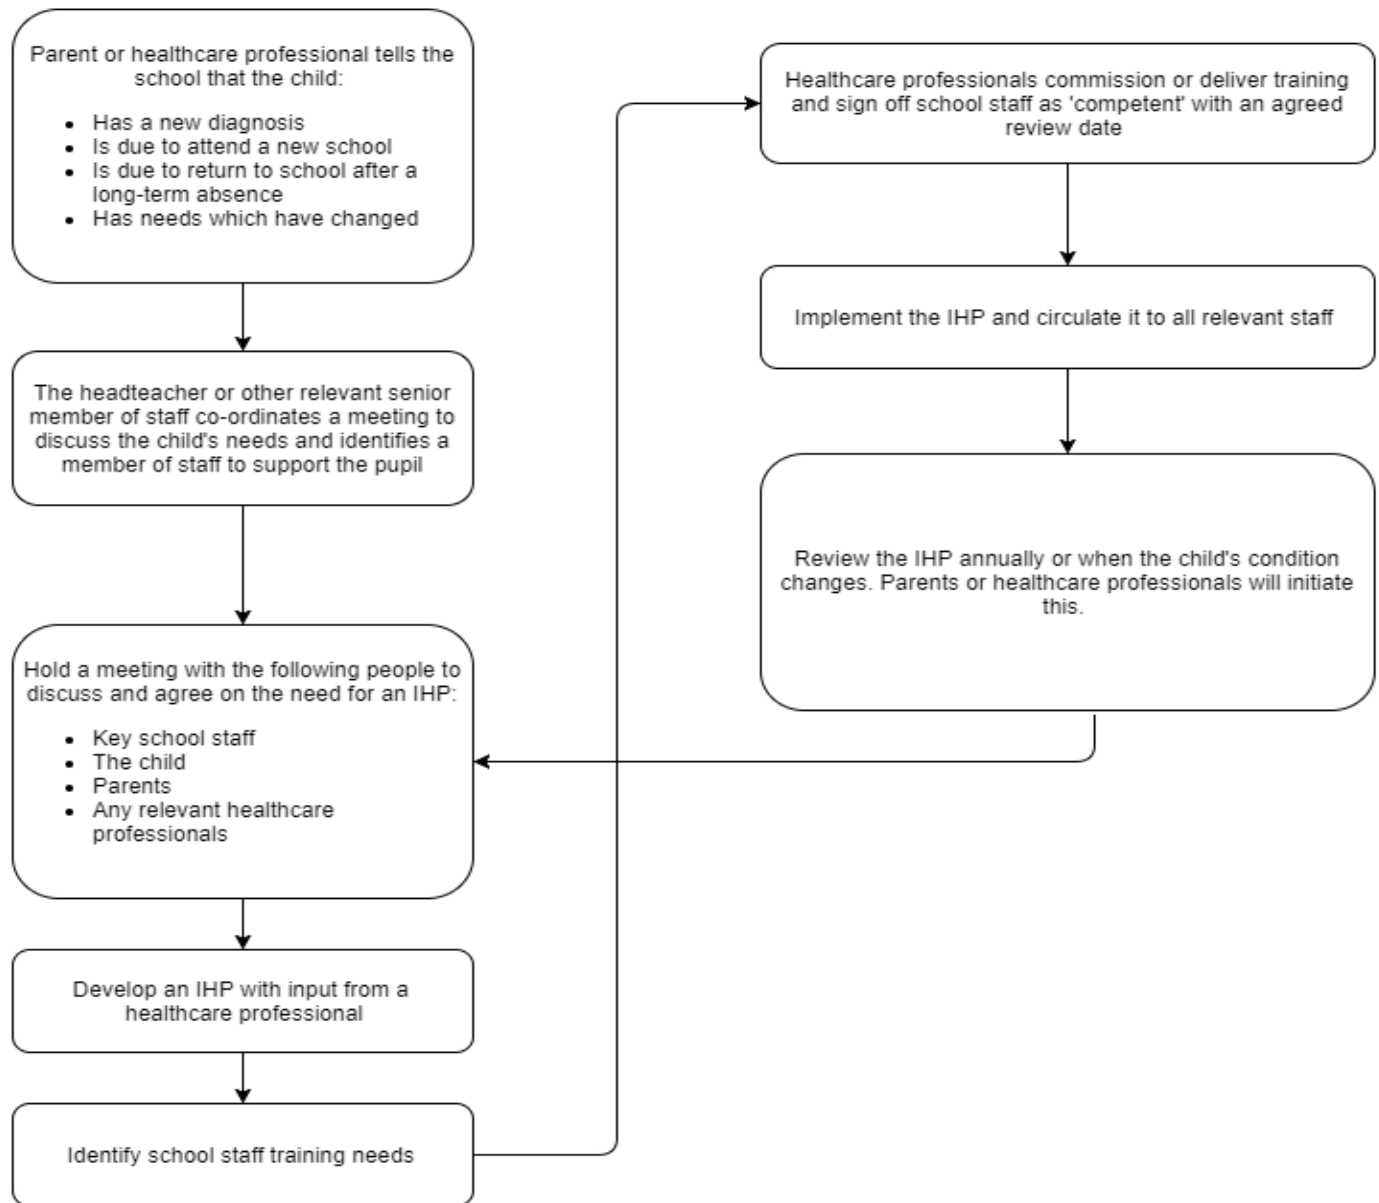 Parent or healthcare professional tells the
school that the child:
• Has a new diagnosis
• Is due to attend a new school
• Is due to return to school after a
long-term absence
• Has needs which have changed
The headteacher or other relevant senior
member of staff co-ordinates a meeting to
discuss the child's needs and identifies a
member of staff to support the pupil
Hold a meeting with the following people to
discuss and agree on the need for an IHP:
• Key school staff
• The child
• Parents
• Any relevant healthcare
professionals
Develop an IHP with input from a
healthcare professional
Identify school staff training needs
Healthcare professionals commission or deliver training
and sign off school staff as 'competent' with an agreed
review date
Implement the IHP and circulate it to all relevant staff
Review the IHP annually or when the child's condition
changes. Parents or healthcare professionals will initiate
this.